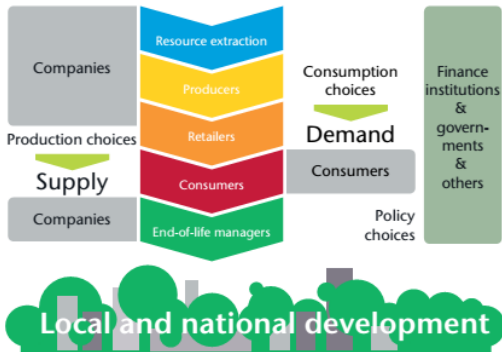 Companies
Production choices
Supply
Companies
Resource extraction
Producers
Retailers
Consumers
End-of-life managers
Consumption
choices
Demand
Consumers
Policy
choices
Finance
institutions
&
govern-
ments
&
others
Local and national development